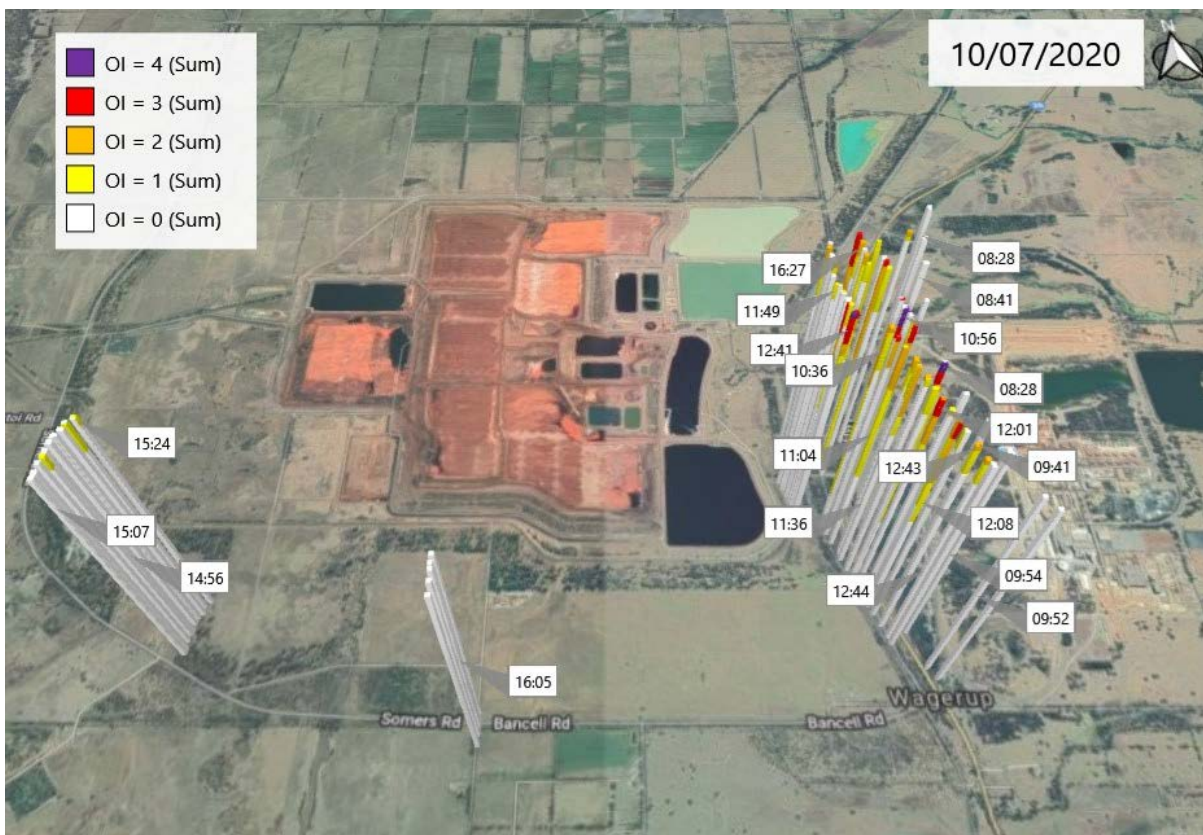 OI = 4 (Sum)
OI = 3 (Sum)
OI = 2 (Sum)
OI = 1 (Sum)
OI = 0 (Sum)
10/07/2020
N
16:27
08:28
08:41
11:49
12:41
10:56
10:36
08:28
12:01
11:04
12:43
09:41
15:24
11:36
12:08
15:07
14:56
12:44
09:54
09:52
16:05
Wagerup
Somers Rd
Bancell Rd
Bancell Rd
Rd